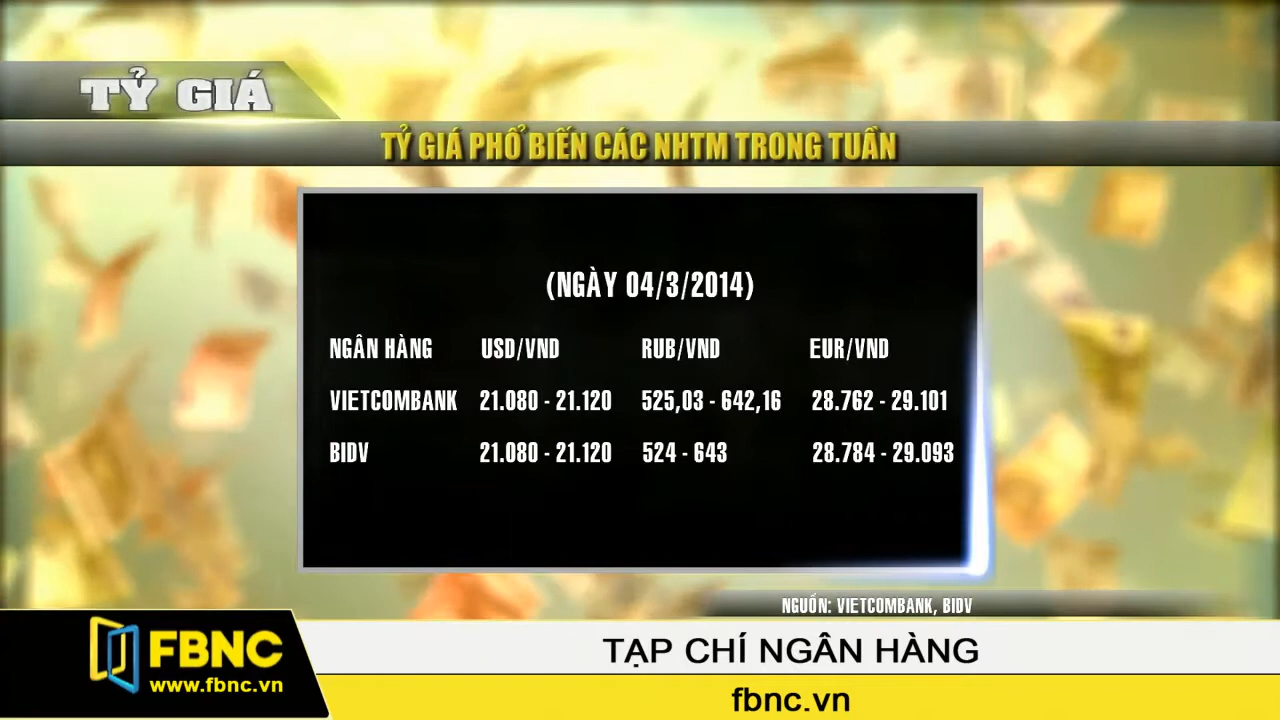 TỶ GIÁ
TỶ GIÁ PHỔ BIẾN CÁC NHTM TRONG TUẦN
(NGÀY 04/3/2014)
NGÂN HÀNG USD/VND RUB/VND EUR/VND
VIETCOMBANK 21.080 - 21.120 525,03 - 642,16 28.762 - 29.101
BIDV 21.080 - 21.120 524 - 643 28.784 - 29.093
NGUỒN: VIETCOMBANK, BIDV
FBNC
www.fbnc.vn
TẠP CHÍ NGÂN HÀNG
fbnc.vn